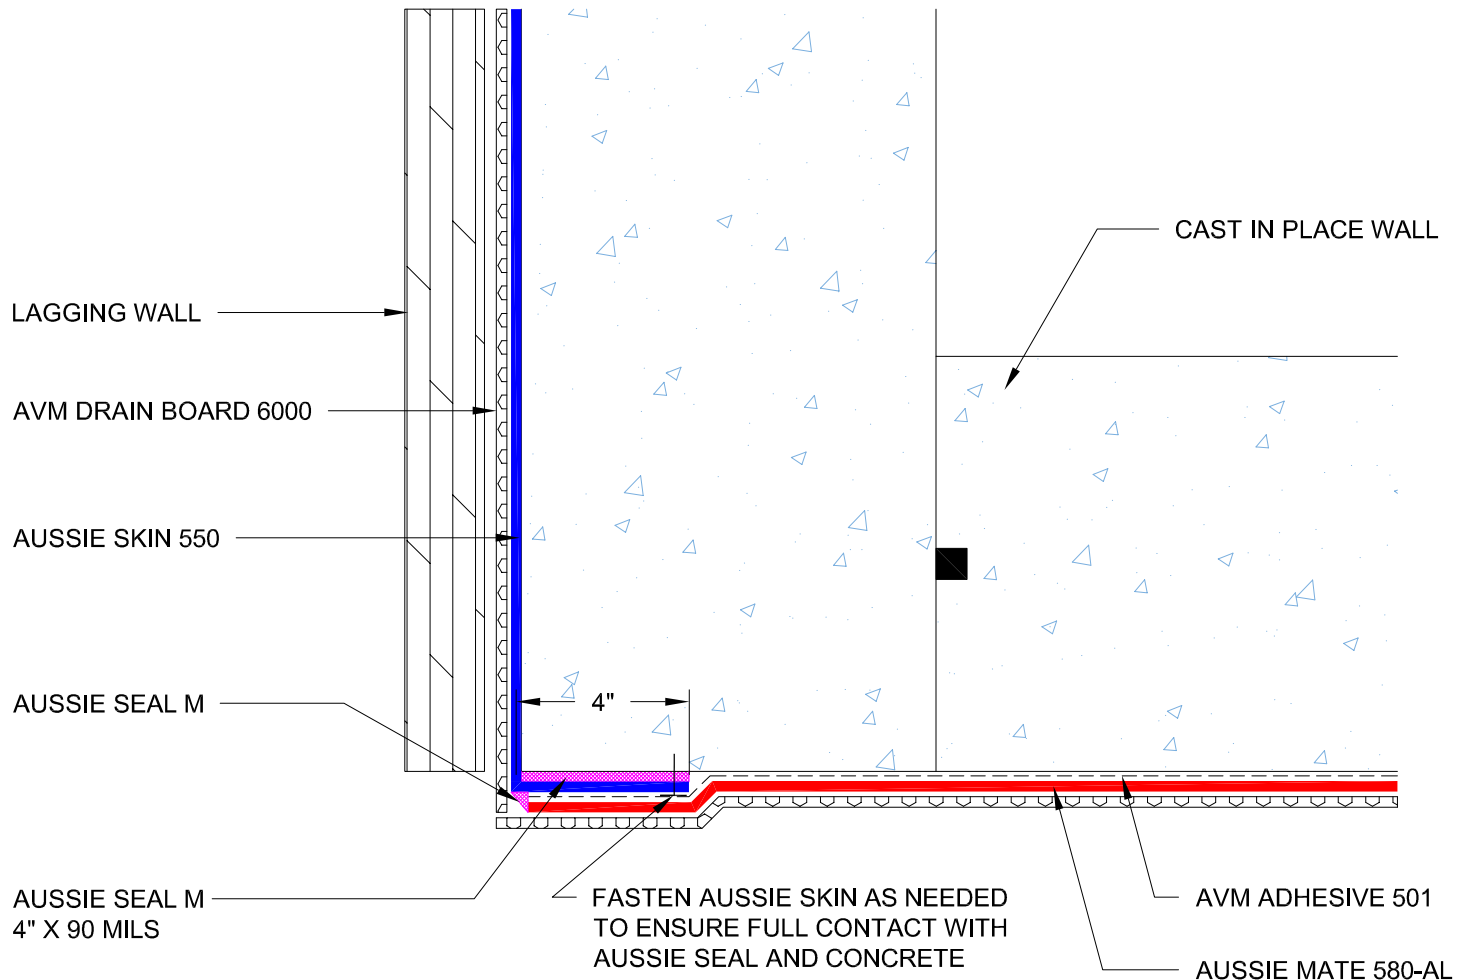 CAST IN PLACE WALL
LAGGING WALL
AVM DRAIN BOARD 6000
AUSSIE SKIN 550
AUSSIE SEAL M
4"
AUSSIE SEAL M
4" X 90 MILS
FASTEN AUSSIE SKIN AS NEEDED
TO ENSURE FULL CONTACT WITH
AUSSIE SEAL AND CONCRETE
AVM ADHESIVE 501
AUSSIE MATE 580-AL